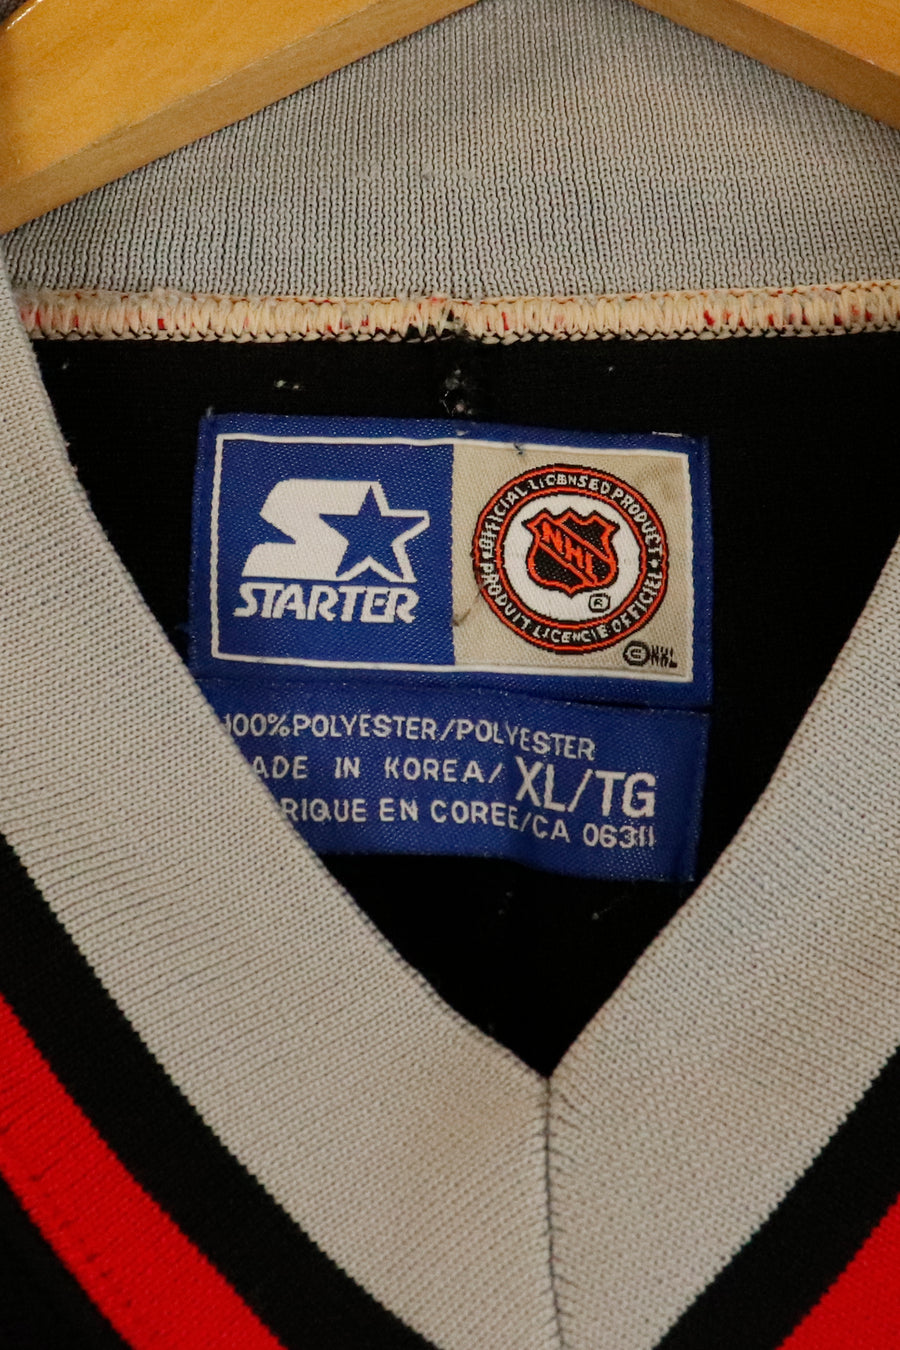 STARTER
OFFICIAL LICENSED PRODUCT
NHL
®
PRODUIT LICENCIE OFFICIEL
© NHL
100% POLYESTER/POLYESTER
ADE IN KOREA/
XL/TG
RIQUE EN COREE/CA 06311